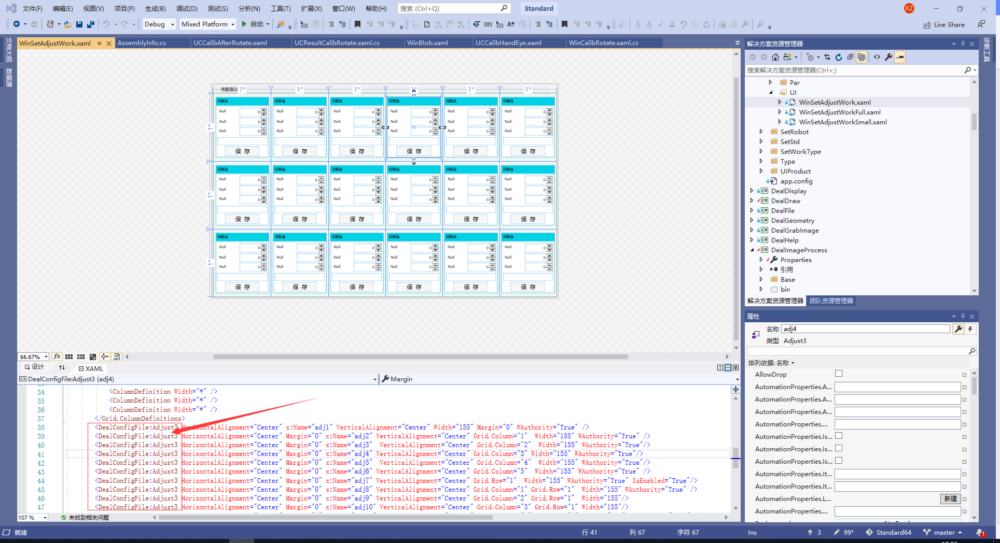 文件(F) 编辑(E) 视图(V) 项目(P) 生成(B) 调试(D) 测试(S) 分析(N) 工具(T) 扩展(X) 窗口(W) 帮助(H) 搜索 (Ctrl+Q) Standard XZ
Debug Mixed Platform 启动 Live Share
文档大纲
数据源
WinSetAdjustWork.xaml AssemblyInfo.cs UCCalibAfterRotate.xaml UCResultCalibRotate.xaml.cs WinBlob.xaml UCCalibHandEye.xaml WinCalibRotate.xaml.cs
调整值设 1* 1* 1* 1* 1* 1*
调整值 调整值 调整值 调整值 调整值 调整值
Null 0 Null 0 Null 0 Null 0 Null 0 Null 0
Null 0 Null 0 Null 0 Null 0 Null 0 Null 0
1*
Null 0 Null 0 Null 0 Null 0 Null 0 Null 0
保 存 保 存 保 存 保 存 保 存 保 存
调整值 调整值 调整值 调整值 调整值 调整值
Null 0 Null 0 Null 0 Null 0 Null 0 Null 0
Null 0 Null 0 Null 0 Null 0 Null 0 Null 0
1*
Null 0 Null 0 Null 0 Null 0 Null 0 Null 0
保 存 保 存 保 存 保 存 保 存 保 存
调整值 调整值 调整值 调整值 调整值 调整值
Null 0 Null 0 Null 0 Null 0 Null 0 Null 0
Null 0 Null 0 Null 0 Null 0 Null 0 Null 0
1*
Null 0 Null 0 Null 0 Null 0 Null 0 Null 0
保 存 保 存 保 存 保 存 保 存 保 存
66.67% fx
设计 XAML
DealConfigFile:Adjust3 (adj4) Margin
34 <ColumnDefinition Width="*" />
35 <ColumnDefinition Width="*" />
36 <ColumnDefinition Width="*" />
37 </Grid.ColumnDefinitions>
38 <DealConfigFile:Adjust3 HorizontalAlignment="Center" x:Name="adj1" VerticalAlignment="Center" Width="155" Margin="0" WAuthority="True" />
39 <DealConfigFile:Adjust3 HorizontalAlignment="Center" Margin="0" x:Name="adj2" VerticalAlignment="Center" Grid.Column="1"  Width="155" WAuthority="True" />
40 <DealConfigFile:Adjust3 HorizontalAlignment="Center" Margin="0" x:Name="adj3"  VerticalAlignment="Center" Grid.Column="2"  Width="155" WAuthority="True"/>
41 <DealConfigFile:Adjust3 HorizontalAlignment="Center" Margin="0" x:Name="adj4" VerticalAlignment="Center" Grid.Column="3" Width="155" WAuthority="True"/>
42 <DealConfigFile:Adjust3 HorizontalAlignment="Center" Margin="0" x:Name="adj5"  VerticalAlignment="Center" Grid.Column="4"  Width="155" WAuthority="True"/>
43 <DealConfigFile:Adjust3 HorizontalAlignment="Center" Margin="0" x:Name="adj6" VerticalAlignment="Center" Grid.Column="5"  Width="155" WAuthority="True" />
44 <DealConfigFile:Adjust3 HorizontalAlignment="Center" Margin="0" x:Name="adj7" VerticalAlignment="Center" Grid.Row="1"  Width="155" WAuthority="True" IsEnabled="True"/>
45 <DealConfigFile:Adjust3 HorizontalAlignment="Center" Margin="0" x:Name="adj8" VerticalAlignment="Center" Grid.Column="1" Grid.Row="1"  Width="155" WAuthority="True" />
46 <DealConfigFile:Adjust3 HorizontalAlignment="Center" Margin="0" x:Name="adj9" VerticalAlignment="Center" Grid.Column="2" Grid.Row="1"  Width="155"/>
47 <DealConfigFile:Adjust3 HorizontalAlignment="Center" Margin="0" x:Name="adj10" VerticalAlignment="Center" Grid.Column="3" Grid.Row="1" Width="155"/>
107 % 未找到相关问题
解决方案资源管理器
搜索解决方案资源管理器(Ctrl+;)
Par
UI
WinSetAdjustWork.xaml
WinSetAdjustWorkFull.xaml
WinSetAdjustWorkSmall.xaml
SetRobot
SetStd
SetWorkType
Type
UIProduct
app.config
C# DealDisplay
C# DealDraw
C# DealFile
C# DealGeometry
C# DealGrabImage
C# DealHelp
C# DealImageProcess
Properties
引用
Base
bin
解决方案资源管理器 团队资源管理器
诊断工具
属性
名称 adj4
类型 Adjust3
排列依据: 名称
AllowDrop
AutomationProperties.A...
AutomationProperties.A...
AutomationProperties.A...
AutomationProperties....
AutomationProperties.Is...
AutomationProperties.Is...
AutomationProperties.Is...
AutomationProperties.It...
AutomationProperties.It...
AutomationProperties.L... 新建
AutomationProperties....
就绪 行 41 列 67 字符 67 Ins 3 99* Standard64 master 1